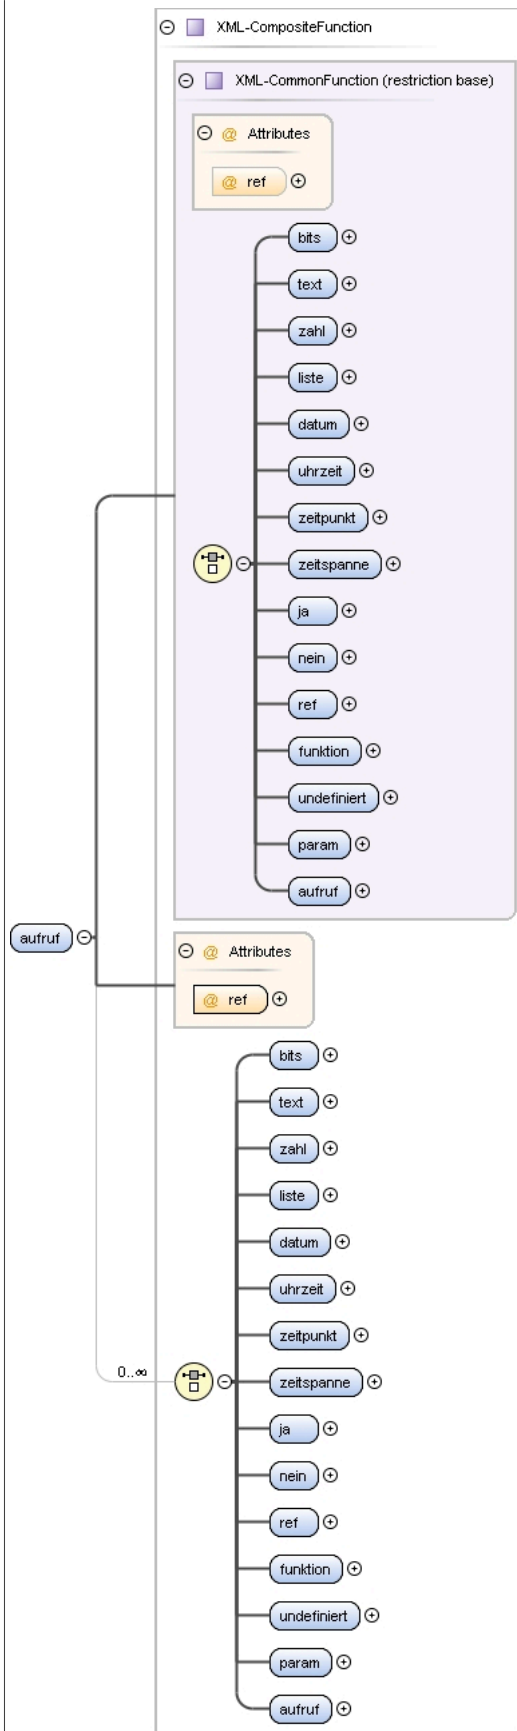 XML-CompositeFunction
XML-CommonFunction (restriction base)
@ Attributes
@ ref
bits
text
zahl
liste
datum
uhrzeit
zeitpunkt
zeitspanne
ja
nein
ref
funktion
undefiniert
param
aufruf
aufruf
@ Attributes
@ ref
bits
text
zahl
liste
datum
uhrzeit
zeitpunkt
0..∞
zeitspanne
ja
nein
ref
funktion
undefiniert
param
aufruf